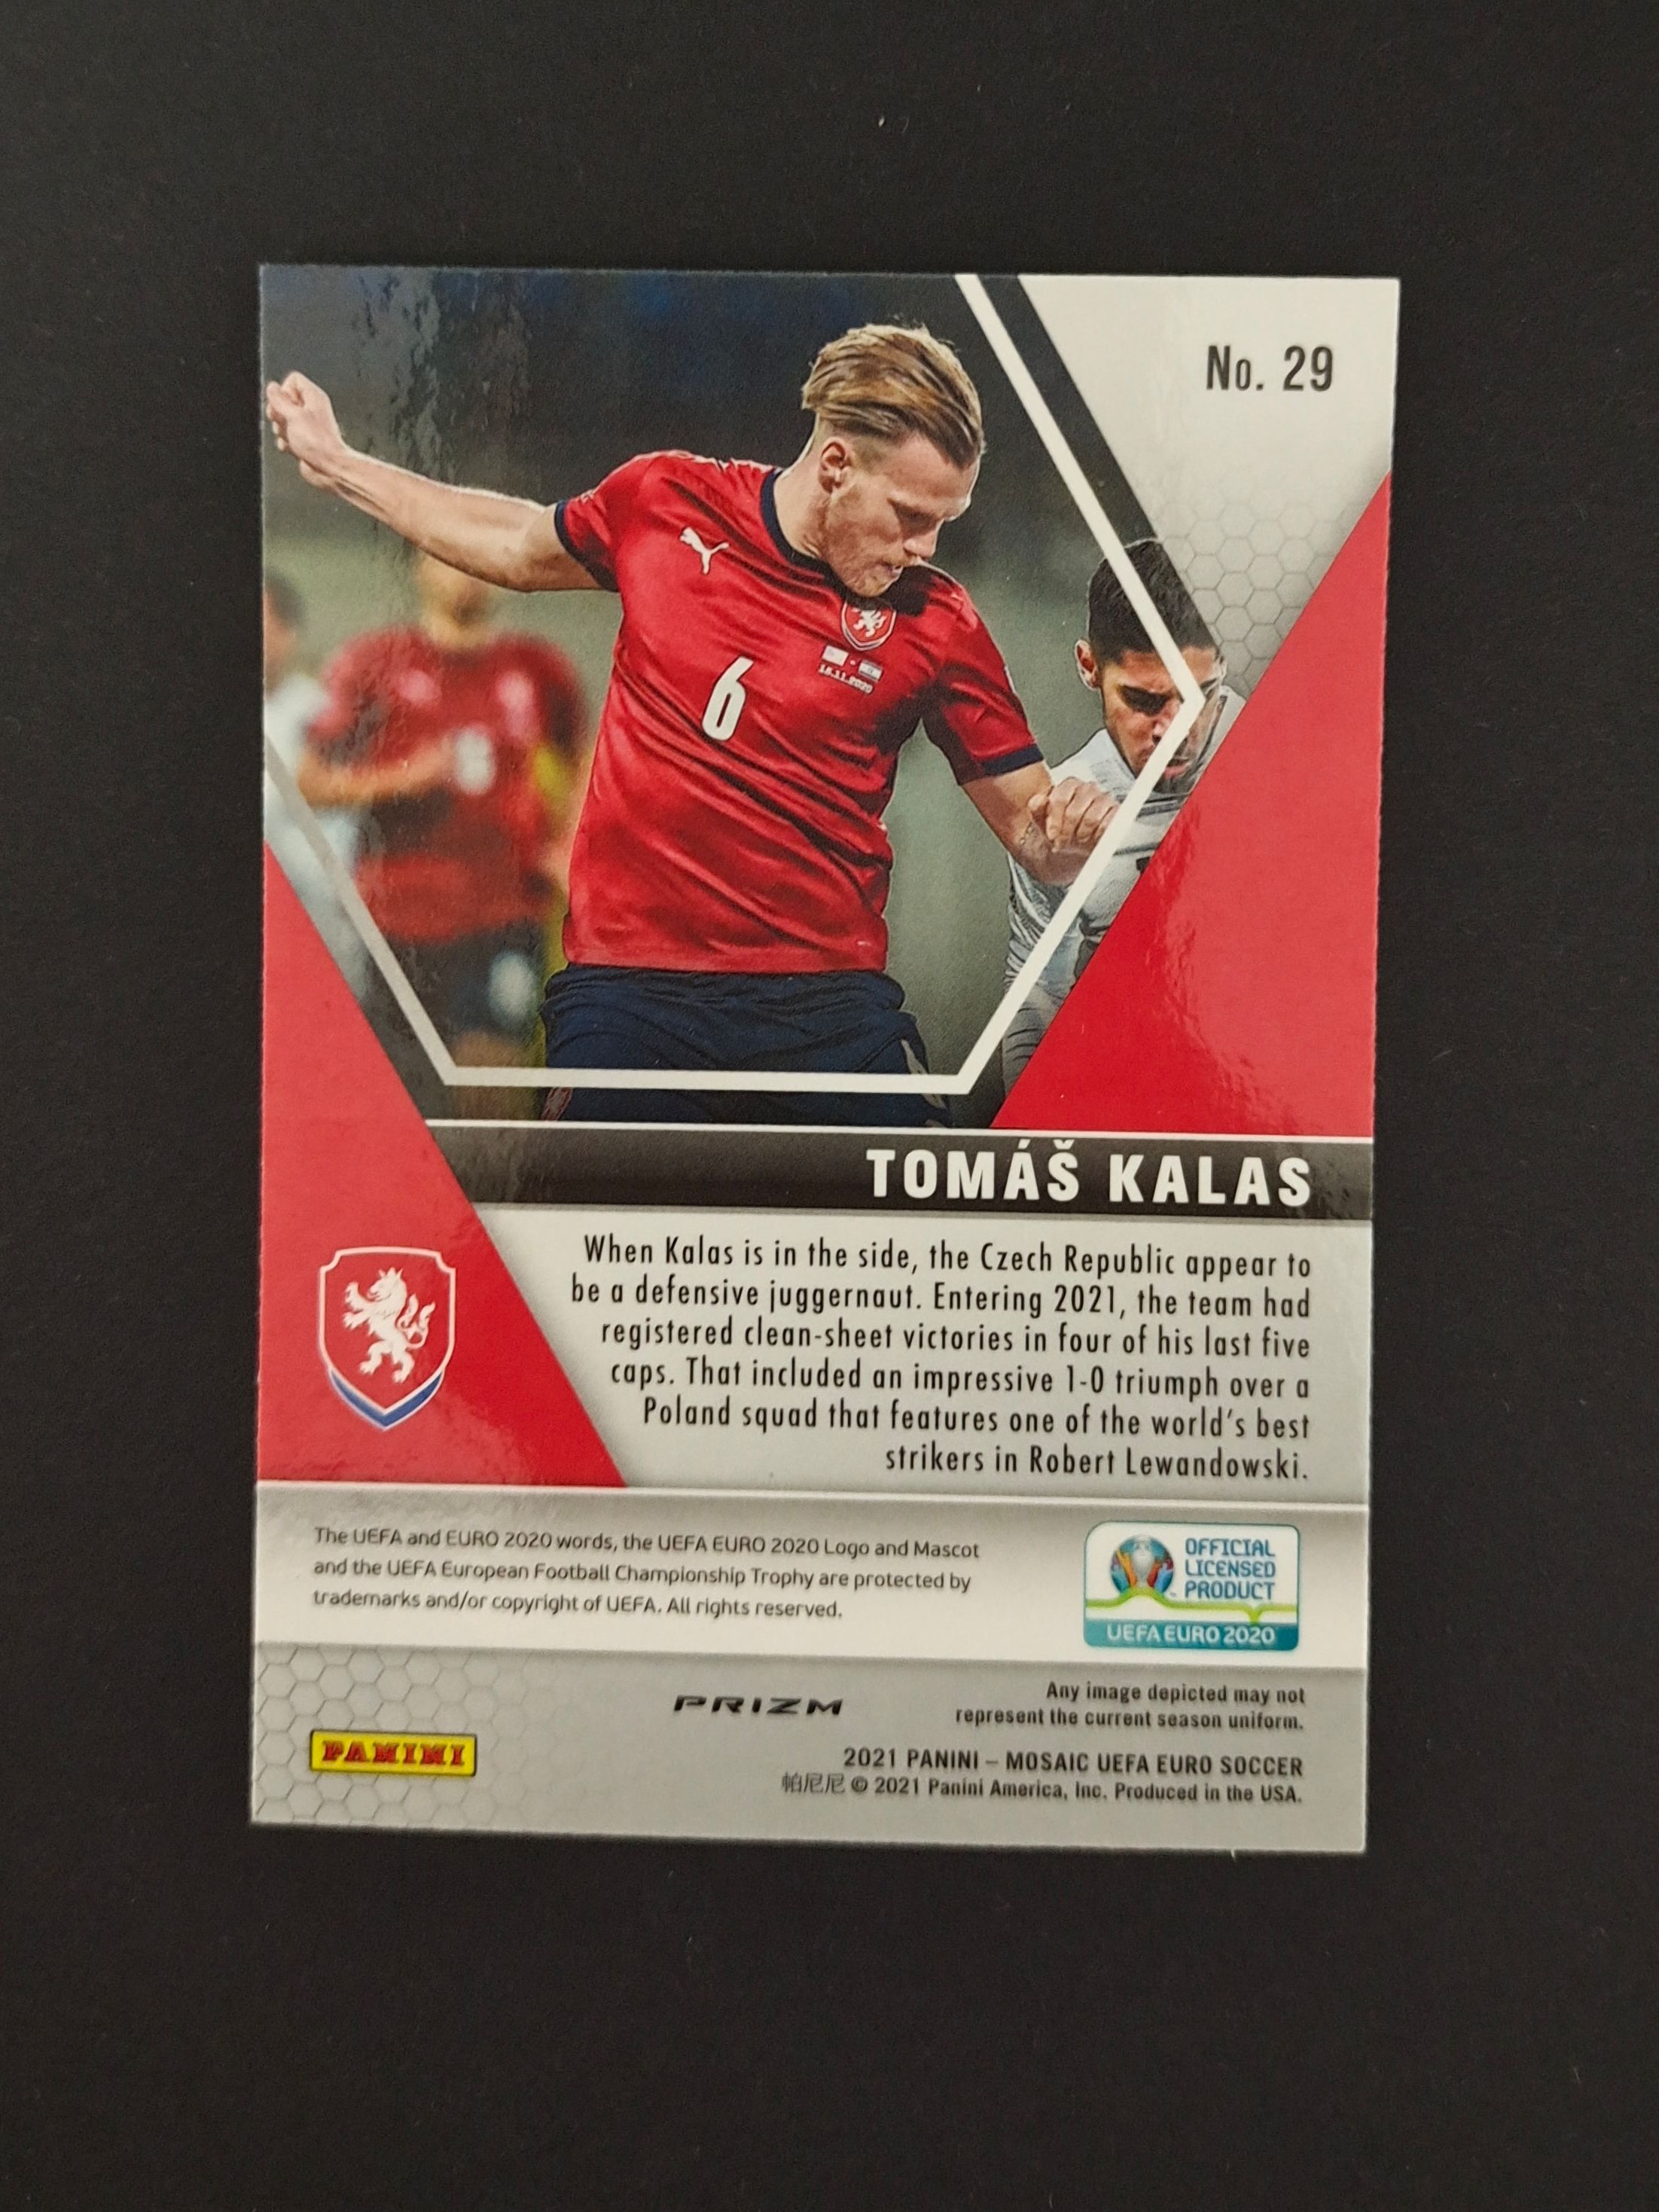 No. 29
6
15.11.2020
TOMÁŠ KALAS
When Kalas is in the side, the Czech Republic appear to
be a defensive juggernaut. Entering 2021, the team had
registered clean-sheet victories in four of his last five
caps. That included an impressive 1-0 triumph over a
Poland squad that features one of the world's best
strikers in Robert Lewandowski.
The UEFA and EURO 2020 words, the UEFA EURO 2020 Logo and Mascot
and the UEFA European Football Championship Trophy are protected by
trademarks and/or copyright of UEFA. All rights reserved.
OFFICIAL
LICENSED
PRODUCT
UEFA EURO 2020
PRIZM
Any image depicted may not
represent the current season uniform.
PANINI
2021 PANINI – MOSAIC UEFA EURO SOCCER
帕尼尼 © 2021 Panini America, Inc. Produced in the USA.